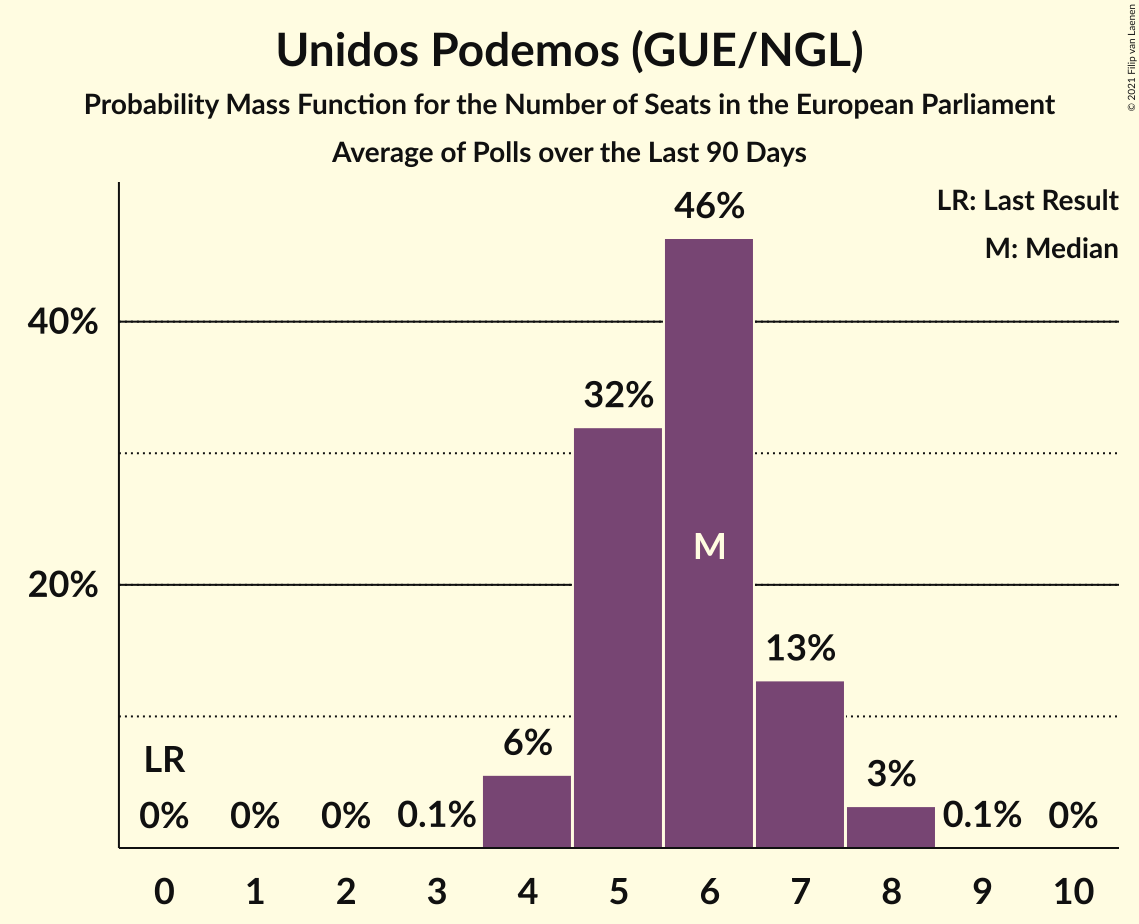 Unidos Podemos (GUE/NGL)
Probability Mass Function for the Number of Seats in the European Parliament
Average of Polls over the Last 90 Days
© 2021 Filip van Laenen
LR: Last Result
M: Median
46%
40%
32%
M
20%
13%
6%
LR
3%
0% 0% 0% 0.1% 0.1% 0%
0 1 2 3 4 5 6 7 8 9 10